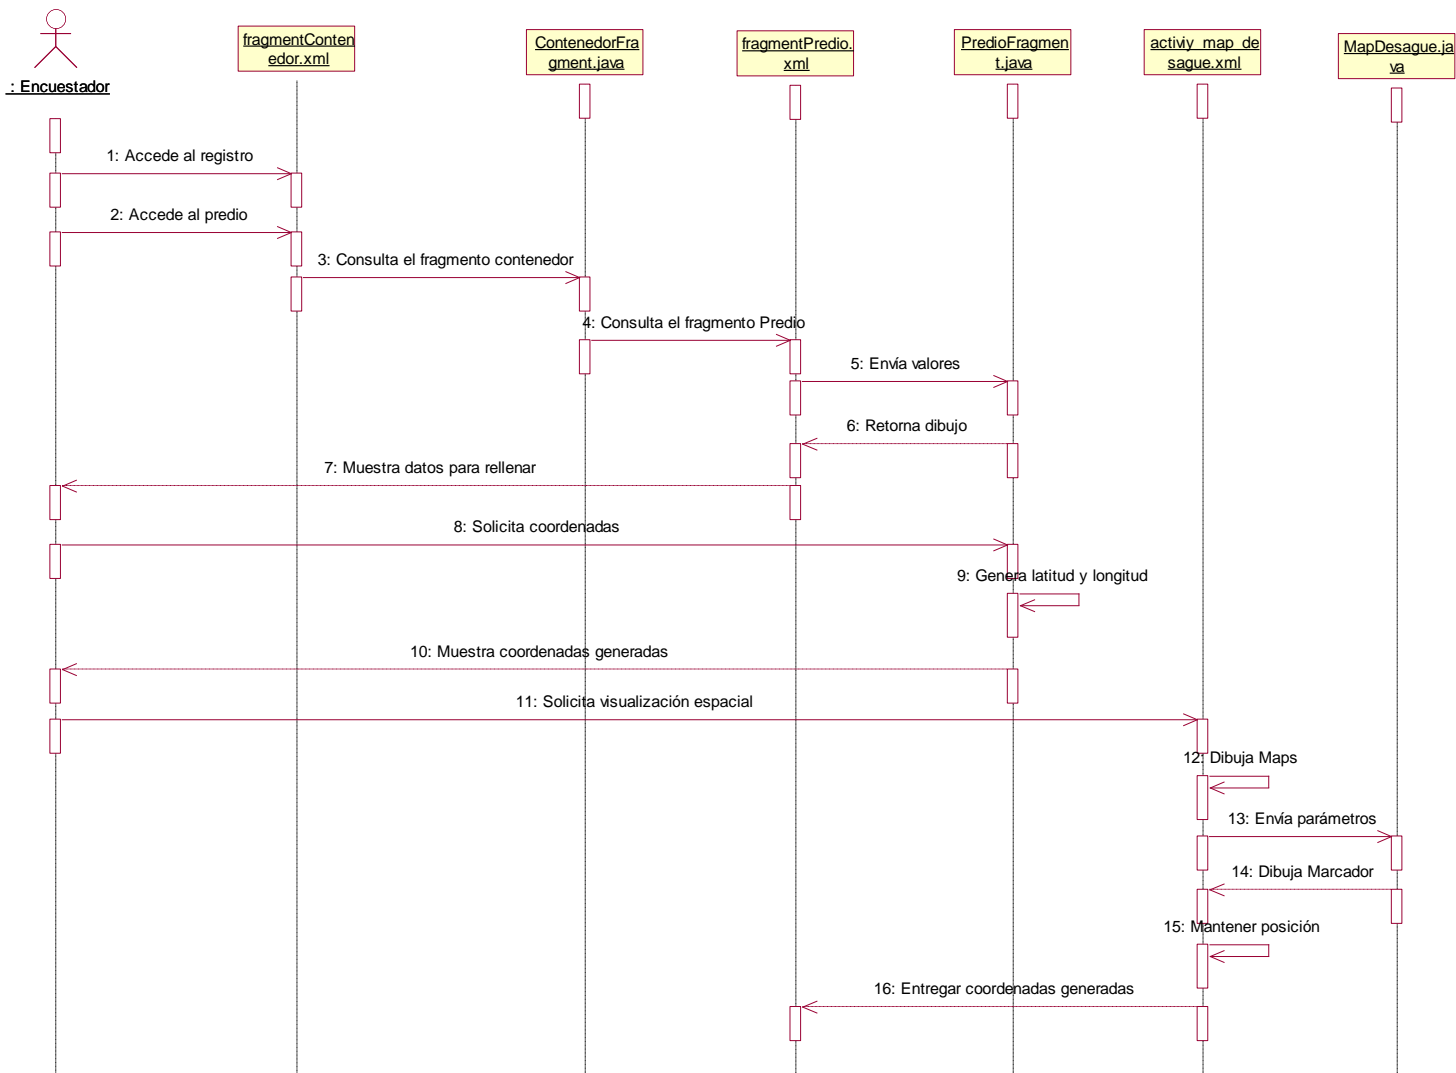 : Encuestador
fragmentConten
edor.xml
ContenedorFra
gment.java
fragmentPredio.
xml
PredioFragmen
t.java
activiy_map_de
sague.xml
MapDesague.ja
va
1: Accede al registro
2: Accede al predio
3: Consulta el fragmento contenedor
4: Consulta el fragmento Predio
5: Envía valores
6: Retorna dibujo
7: Muestra datos para rellenar
8: Solicita coordenadas
9: Genera latitud y longitud
10: Muestra coordenadas generadas
11: Solicita visualización espacial
12: Dibuja Maps
13: Envía parámetros
14: Dibuja Marcador
15: Mantener posición
16: Entregar coordenadas generadas